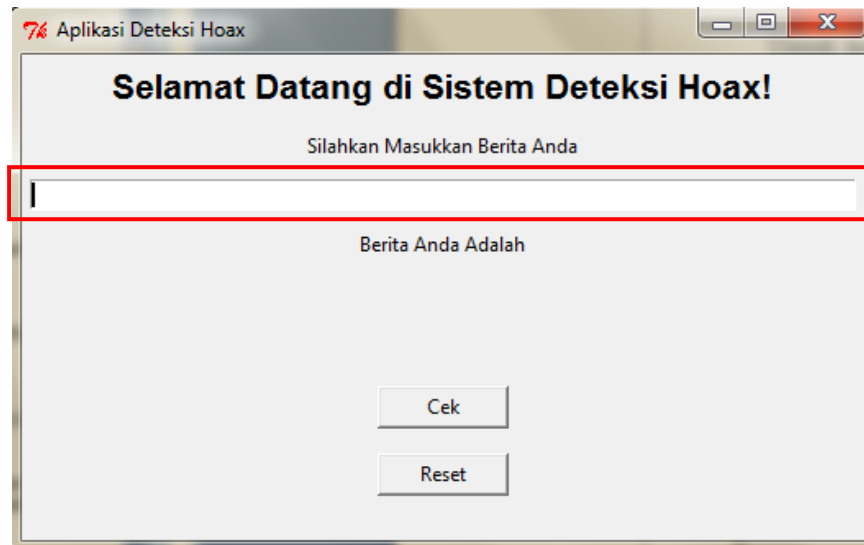 Aplikasi Deteksi Hoax
Selamat Datang di Sistem Deteksi Hoax!
Silahkan Masukkan Berita Anda
Berita Anda Adalah
Cek
Reset